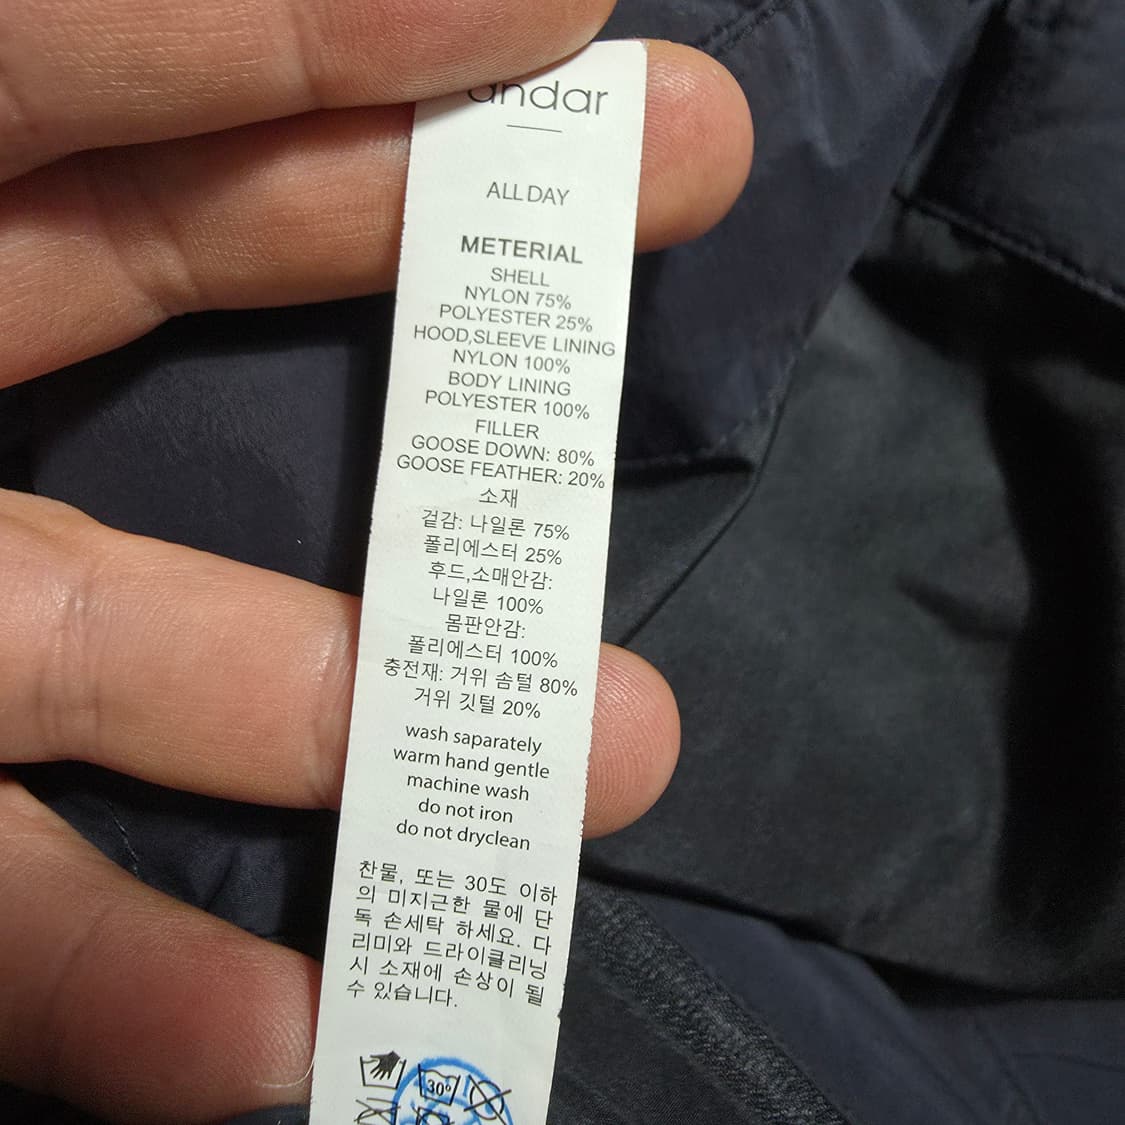 andar
ALL DAY
METERIAL
SHELL
NYLON 75%
POLYESTER 25%
HOOD,SLEEVE LINING
NYLON 100%
BODY LINING
POLYESTER 100%
FILLER
GOOSE DOWN: 80%
GOOSE FEATHER: 20%
소재
겉감: 나일론 75%
폴리에스터 25%
후드,소매안감:
나일론 100%
몸판안감:
폴리에스터 100%
충전재: 거위 솜털 80%
거위 깃털 20%
wash saparately
warm hand gentle
machine wash
do not iron
do not dryclean
찬물, 또는 30도 이하
의 미지근한 물에 단
독 손세탁 하세요. 다
리미와 드라이클리닝
시 소재에 손상이 될
수 있습니다.
30°